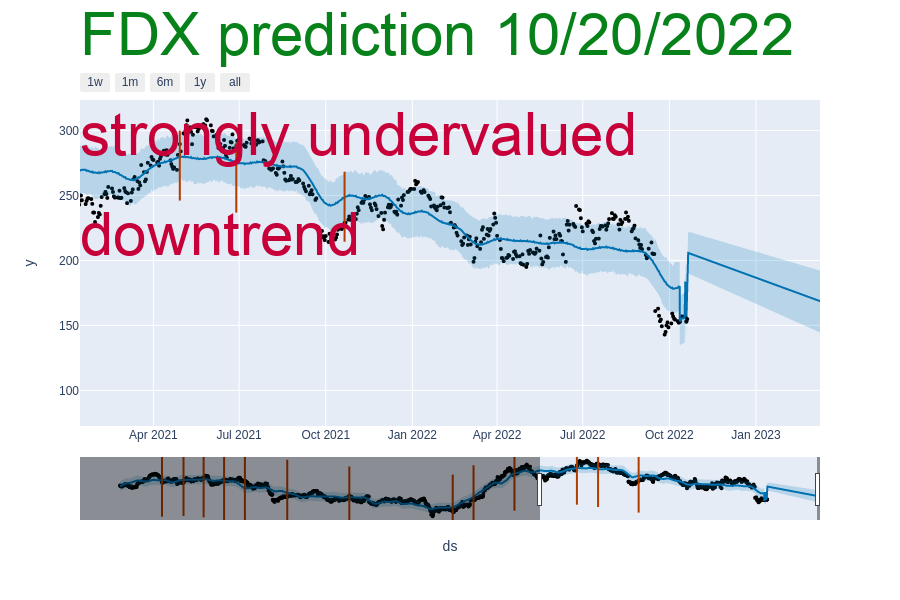 FDX prediction 10/20/2022
1w 1m 6m 1y all
strongly undervalued
downtrend
300
250
200
150
100
y
Apr 2021 Jul 2021 Oct 2021 Jan 2022 Apr 2022 Jul 2022 Oct 2022 Jan 2023
ds